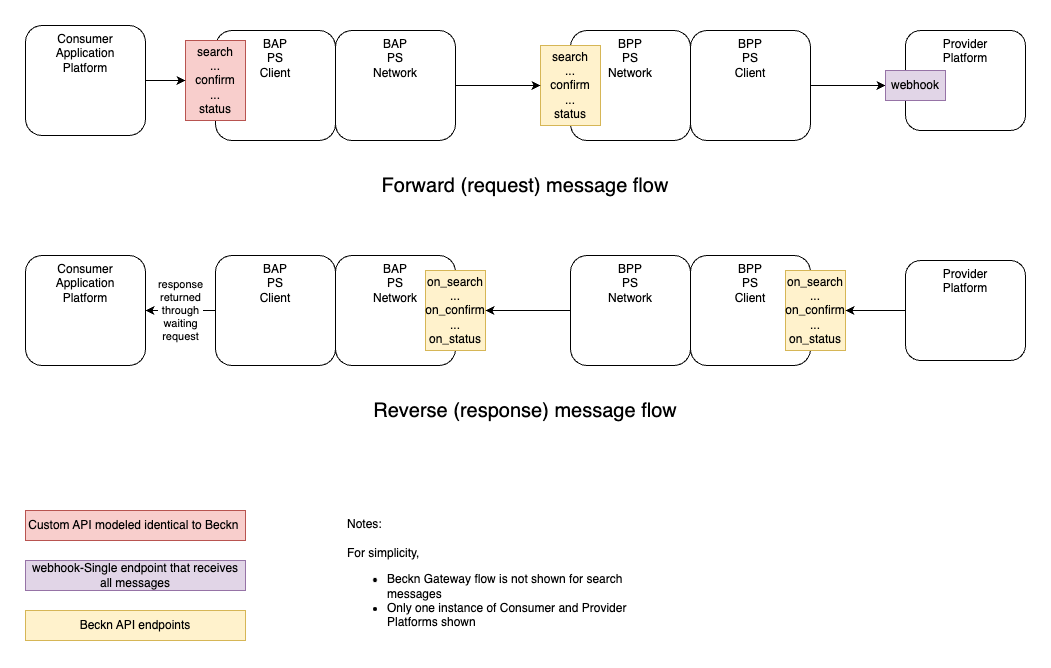 Consumer
Application
Platform
search
...
confirm
...
status
BAP
PS
Client
BAP
PS
Network
search
...
confirm
...
status
BPP
PS
Network
BPP
PS
Client
webhook
Provider
Platform
Forward (request) message flow
Consumer
Application
Platform
response
returned
through
waiting
request
BAP
PS
Client
BAP
PS
Network
on_search
...
on_confirm
...
on_status
BPP
PS
Network
BPP
PS
Client
on_search
...
on_confirm
...
on_status
Provider
Platform
Reverse (response) message flow
Custom API modeled identical to Beckn
webhook-Single endpoint that receives
all messages
Beckn API endpoints
Notes:
For simplicity,
• Beckn Gateway flow is not shown for search
messages
• Only one instance of Consumer and Provider
Platforms shown